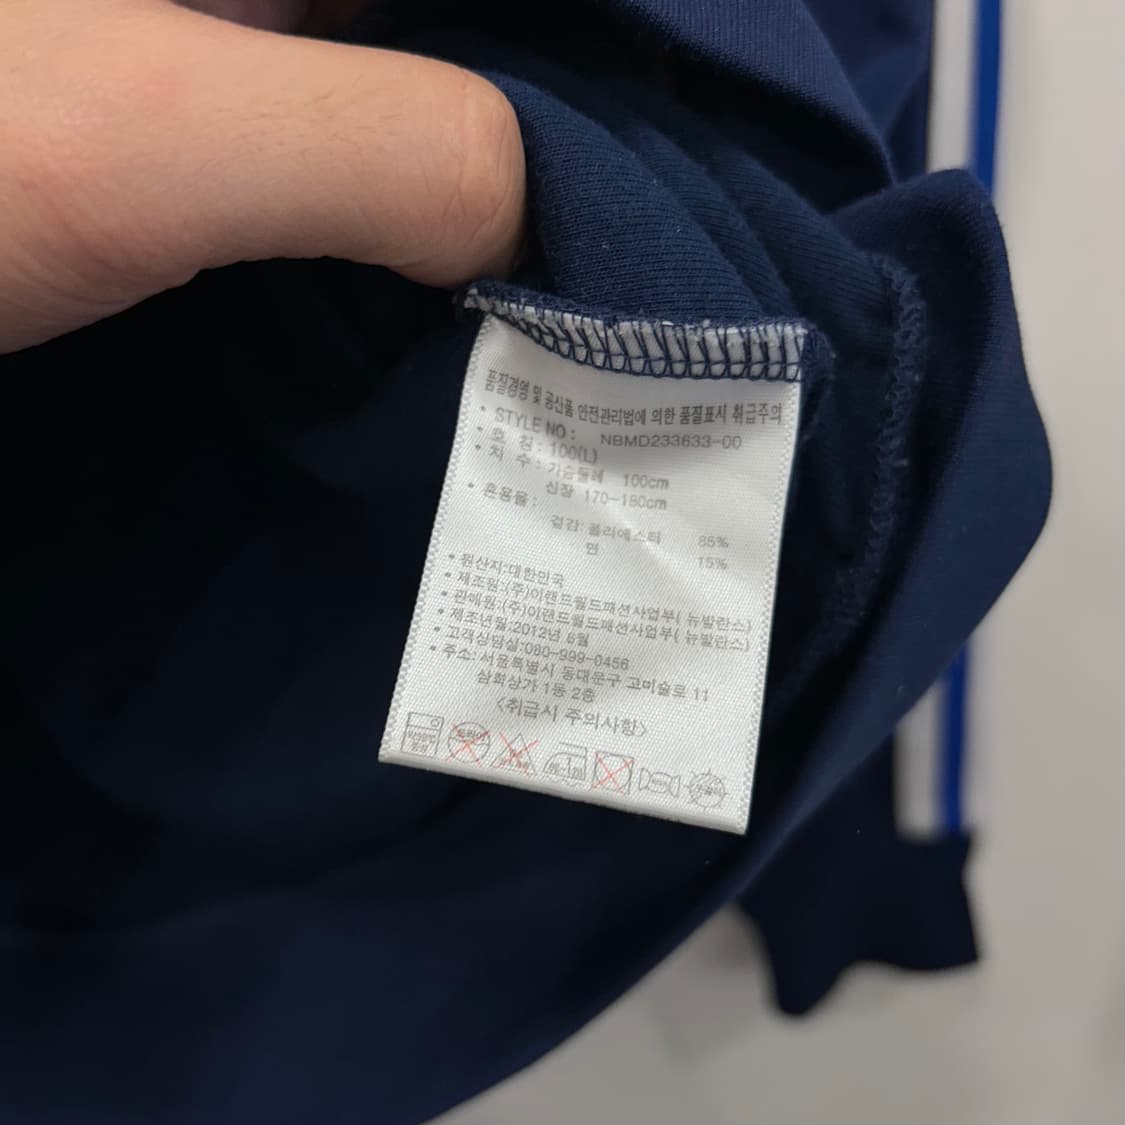 품질경영 및 공산품 안전관리법에 의한 품질표시 취급주의
• STYLE NO : NBMD233633-00
• 호 칭 : 100(L)
• 치 수 : 가슴둘레 100cm
신장 170-180cm
• 혼용율 :
겉감: 폴리에스터 85%
면 15%
• 원산지:대한민국
• 제조원:(주)이랜드월드패션사업부( 뉴발란스)
• 판매원:(주)이랜드월드패션사업부( 뉴발란스)
• 제조년월:2012년 8월
• 고객상담실:080-999-0456
• 주소: 서울특별시 동대문구 고미술로 11
삼희상가 1동 2층
<취급시 주의사항>